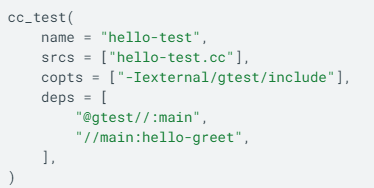 cc_test(
    name = "hello-test",
    srcs = ["hello-test.cc"],
    copts = ["-Iexternal/gtest/include"],
    deps = [
        "@gtest//:main",
        "//main:hello-greet",
    ],
)